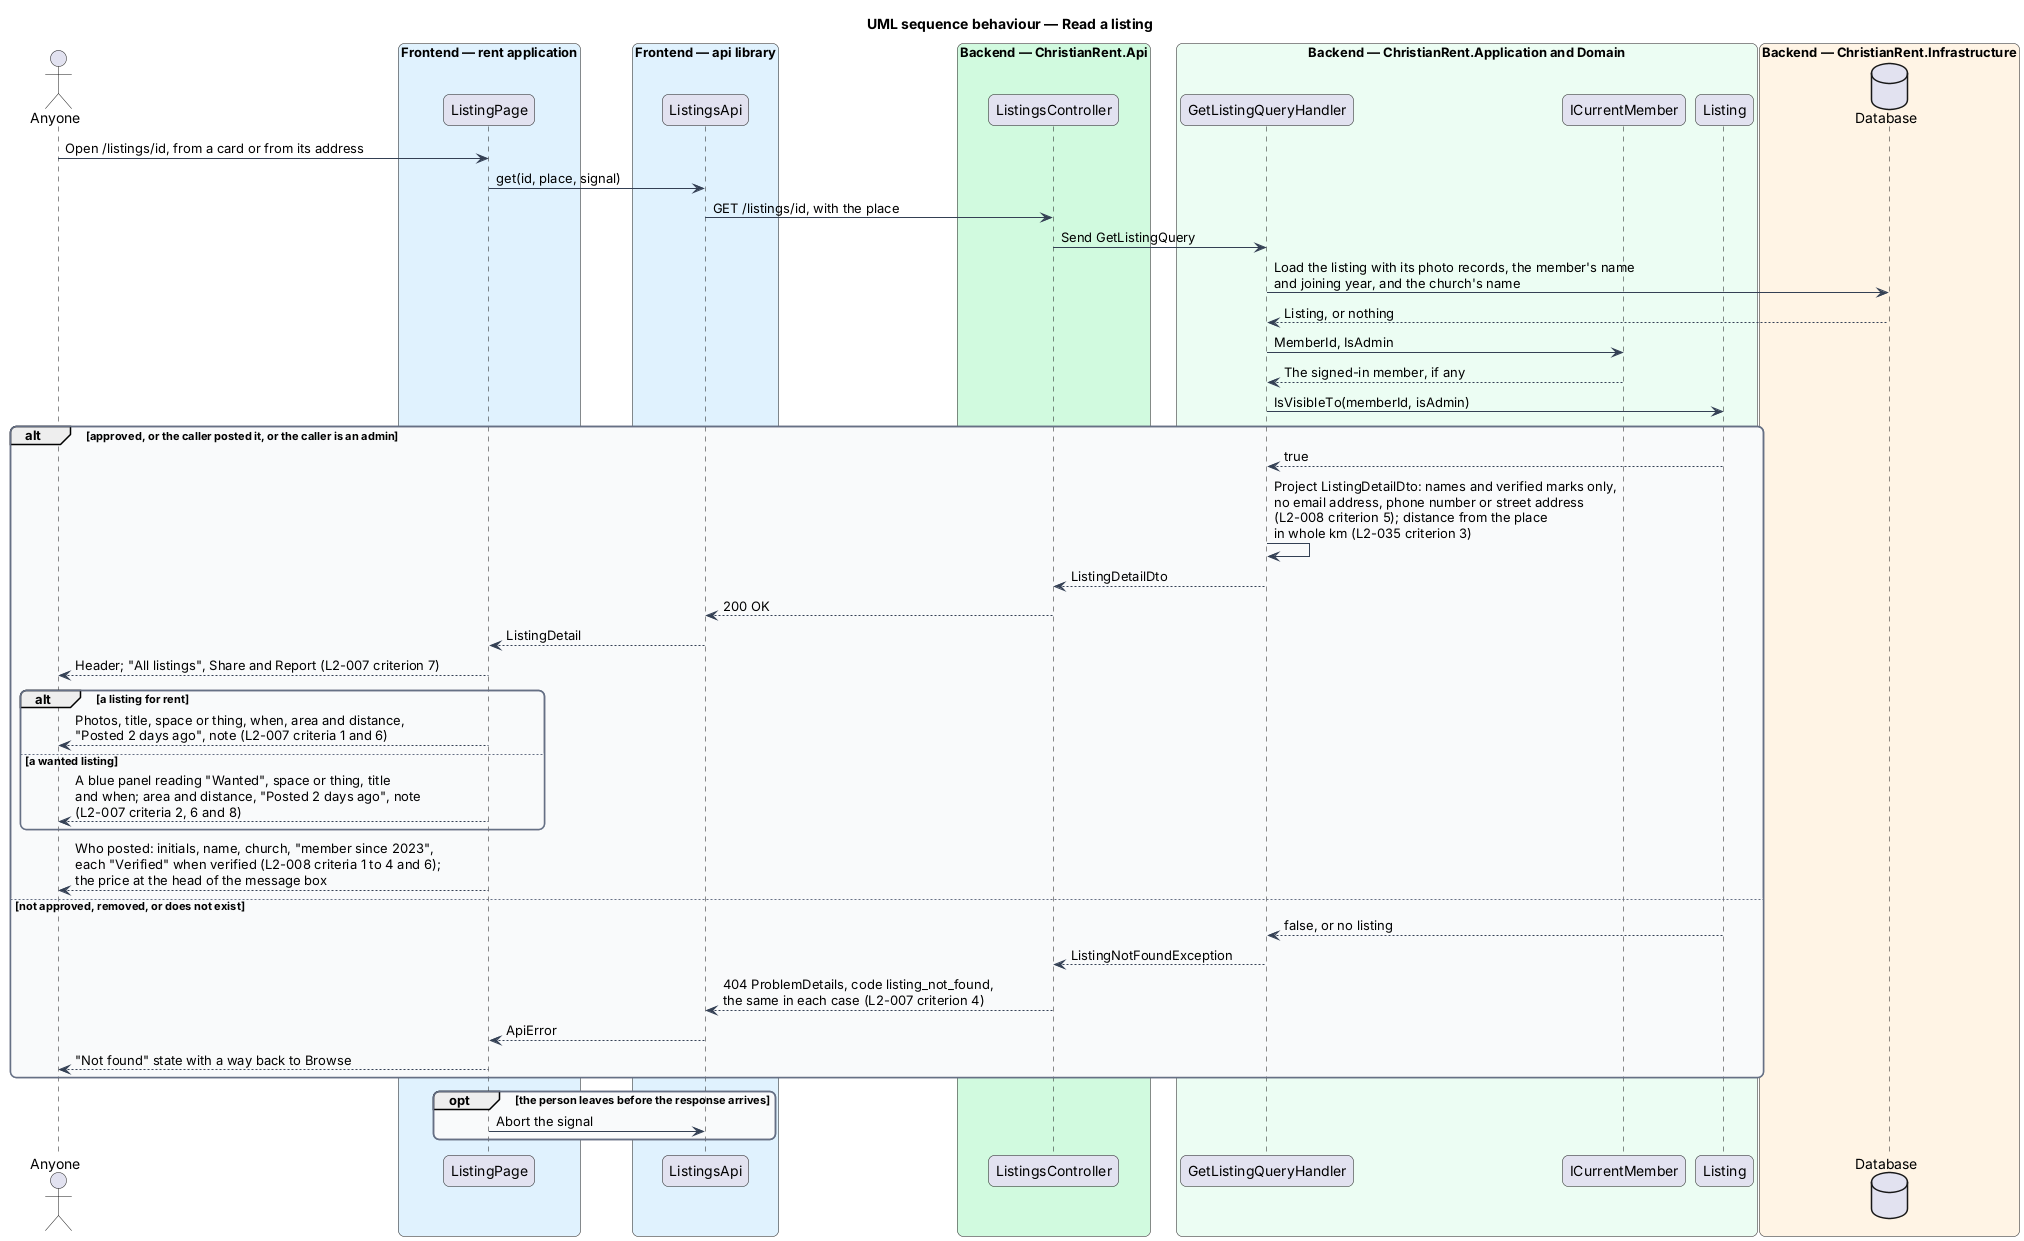 UML sequence behaviour — Read a listing
Frontend — rent application
Frontend — api library
Backend — ChristianRent.Api
Backend — ChristianRent.Application and Domain
Backend — ChristianRent.Infrastructure
Anyone
ListingPage
ListingsApi
ListingsController
GetListingQueryHandler
ICurrentMember
Listing
Database
Open /listings/id, from a card or from its address
get(id, place, signal)
GET /listings/id, with the place
Send GetListingQuery
Load the listing with its photo records, the member's name
and joining year, and the church's name
Listing, or nothing
MemberId, IsAdmin
The signed-in member, if any
IsVisibleTo(memberId, isAdmin)
alt [approved, or the caller posted it, or the caller is an admin]
true
Project ListingDetailDto: names and verified marks only,
no email address, phone number or street address
(L2-008 criterion 5); distance from the place
in whole km (L2-035 criterion 3)
ListingDetailDto
200 OK
ListingDetail
Header; "All listings", Share and Report (L2-007 criterion 7)
alt [a listing for rent]
Photos, title, space or thing, when, area and distance,
"Posted 2 days ago", note (L2-007 criteria 1 and 6)
[a wanted listing]
A blue panel reading "Wanted", space or thing, title
and when; area and distance, "Posted 2 days ago", note
(L2-007 criteria 2, 6 and 8)
Who posted: initials, name, church, "member since 2023",
each "Verified" when verified (L2-008 criteria 1 to 4 and 6);
the price at the head of the message box
[not approved, removed, or does not exist]
false, or no listing
ListingNotFoundException
404 ProblemDetails, code listing_not_found,
the same in each case (L2-007 criterion 4)
ApiError
"Not found" state with a way back to Browse
opt [the person leaves before the response arrives]
Abort the signal
Anyone
ListingPage
ListingsApi
ListingsController
GetListingQueryHandler
ICurrentMember
Listing
Database